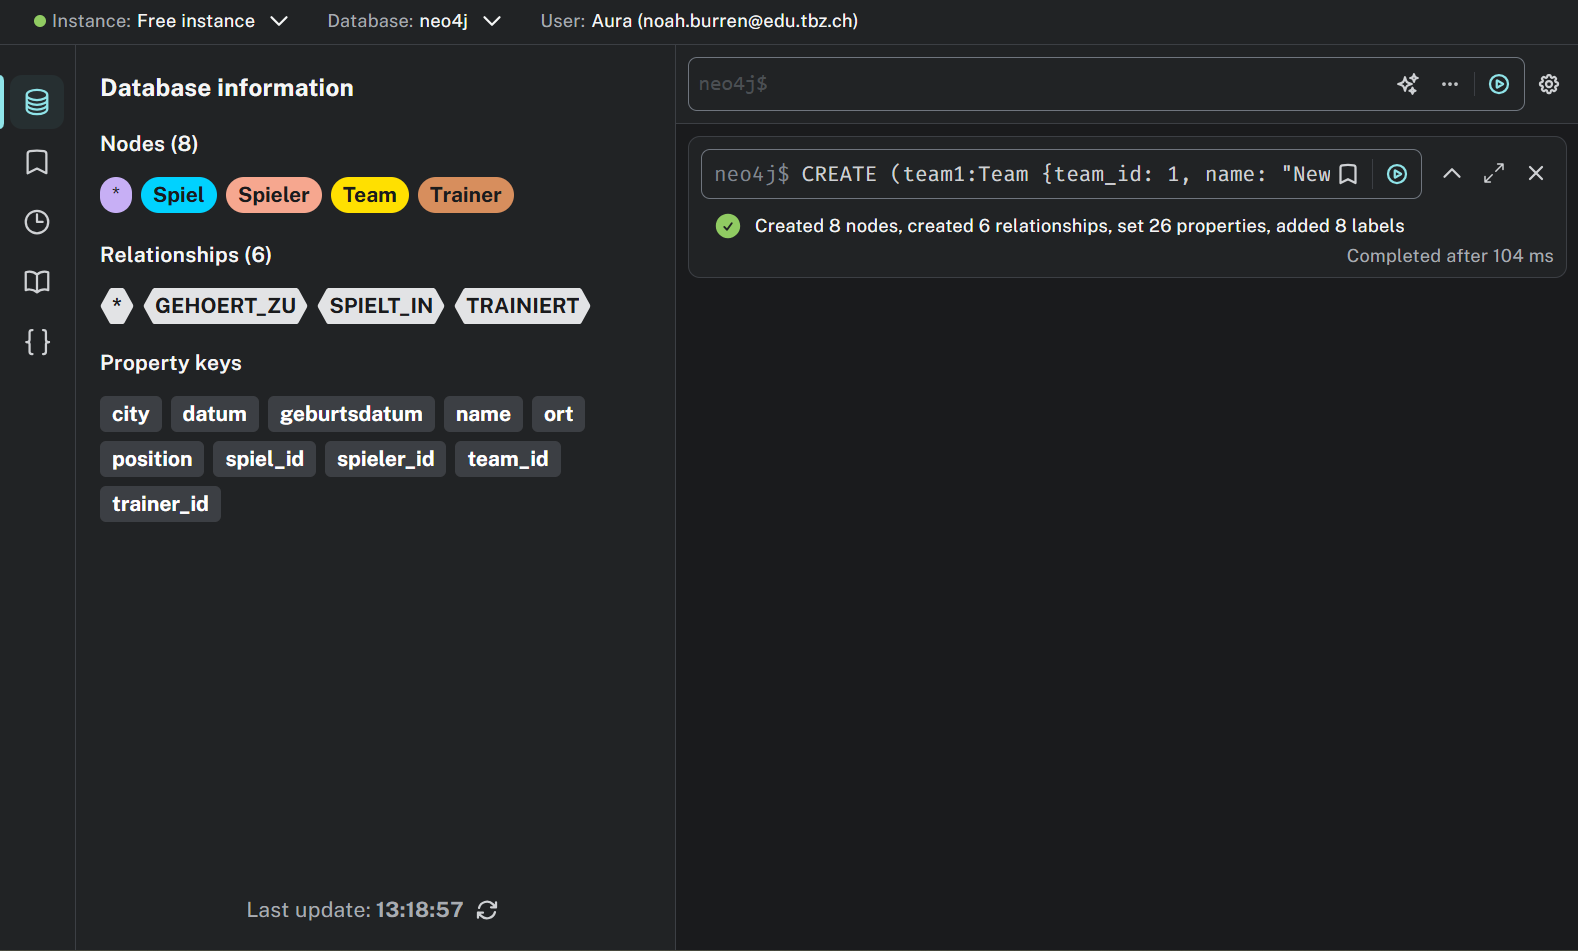 Instance: Free instance Database: neo4j User: Aura (noah.burren@edu.tbz.ch)
Database information
Nodes (8)
* Spiel Spieler Team Trainer
Relationships (6)
* GEHOERT_ZU SPIELT_IN TRAINIERT
Property keys
city datum geburtsdatum name ort
position spiel_id spieler_id team_id
trainer_id
Last update: 13:18:57
neo4j$
neo4j$ CREATE (team1:Team {team_id: 1, name: "New
Created 8 nodes, created 6 relationships, set 26 properties, added 8 labels
Completed after 104 ms